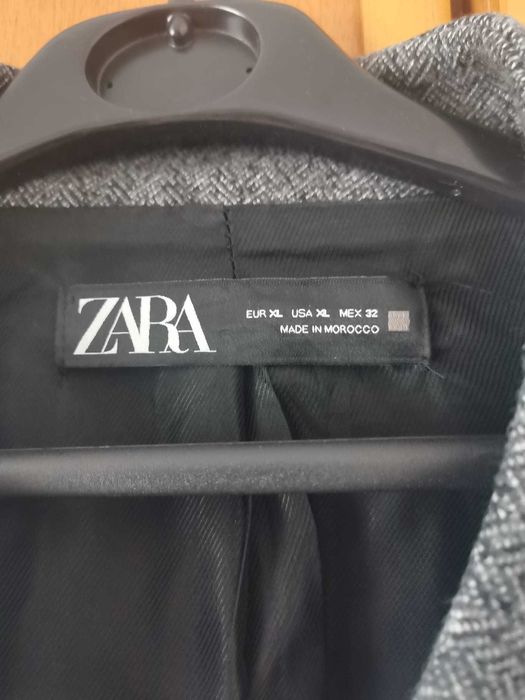 ZARA
EUR XL USA XL MEX 32
MADE IN MOROCCO